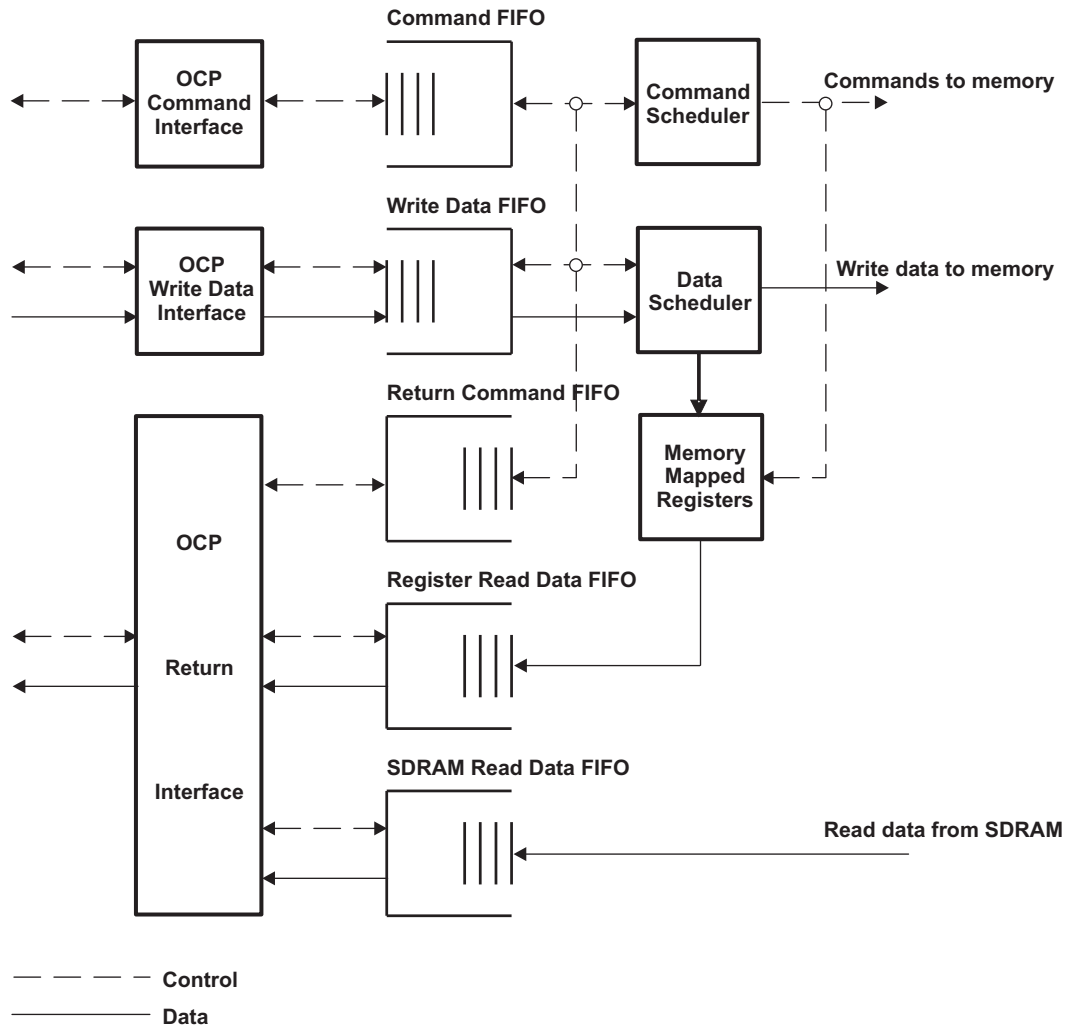 Command FIFO
OCP
Command
Interface
Command
Scheduler
Commands to memory
Write Data FIFO
OCP
Write Data
Interface
Data
Scheduler
Write data to memory
Return Command FIFO
Memory
Mapped
Registers
OCP
Return
Interface
Register Read Data FIFO
SDRAM Read Data FIFO
Read data from SDRAM
Control
Data